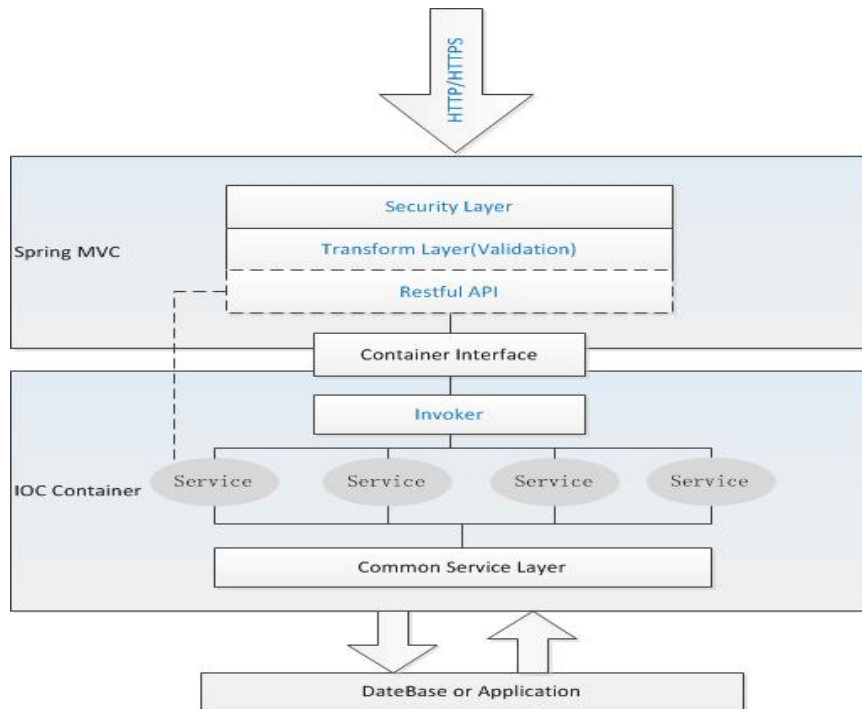 HTTP/HTTPS
Security Layer
Spring MVC
Transform Layer(Validation)
Restful API
Container Interface
Invoker
IOC Container
Service
Service
Service
Service
Common Service Layer
DateBase or Application